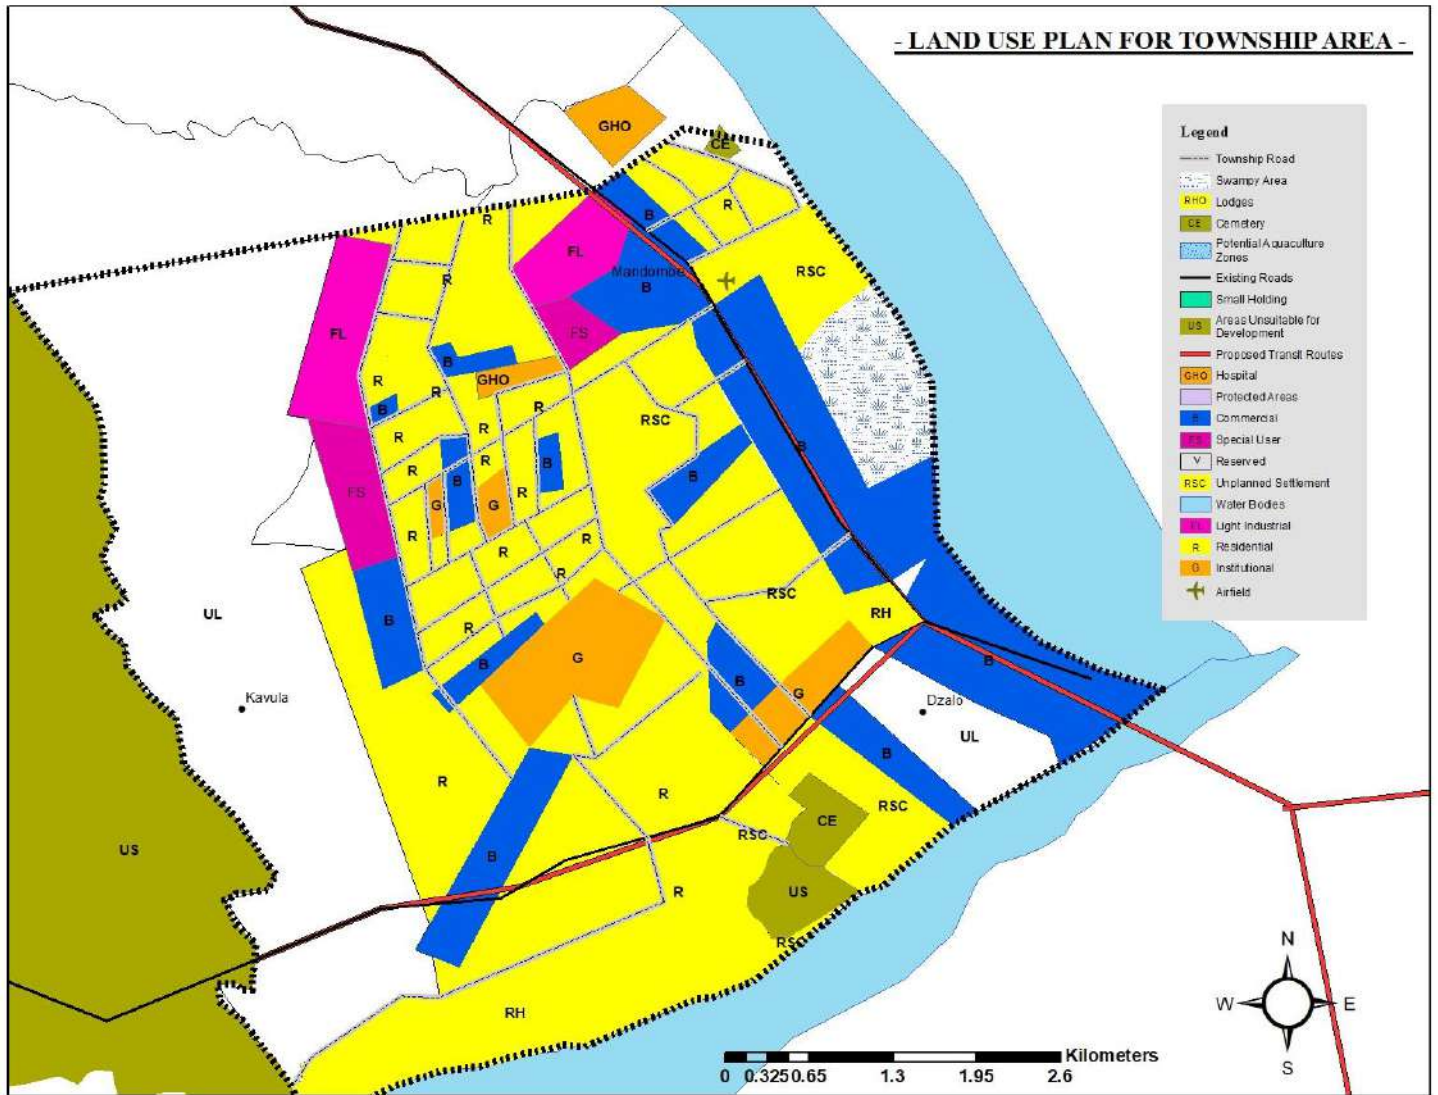 - LAND USE PLAN FOR TOWNSHIP AREA -
Legend
Township Road
Swampy Area
RHO Lodges
CE Cemetery
Potential Aquaculture
Zones
Existing Roads
Small Holding
US Areas Unsuitable for
Development
Proposed Transit Routes
GHO Hospital
Protected Areas
B Commercial
FS Special User
V Reserved
RSC Unplanned Settlement
Water Bodies
FL Light Industrial
R Residential
G Institutional
Airfield
GHO
CE
R
B
R
FL
RSC
Mandombe
B
R
FL
FS
B
GHO
R
R
B
R
RSC
R
R
B
R
R
B
B
B
FS
R
G
G
R
R
R
R
RSC
UL
RH
B
R
G
B
B
B
G
Kavula
Dzalo
UL
B
R
R
RSC
CE
RSC
US
B
R
US
RSC
RH
N
W
E
S
Kilometers
0 0.325 0.65 1.3 1.95 2.6